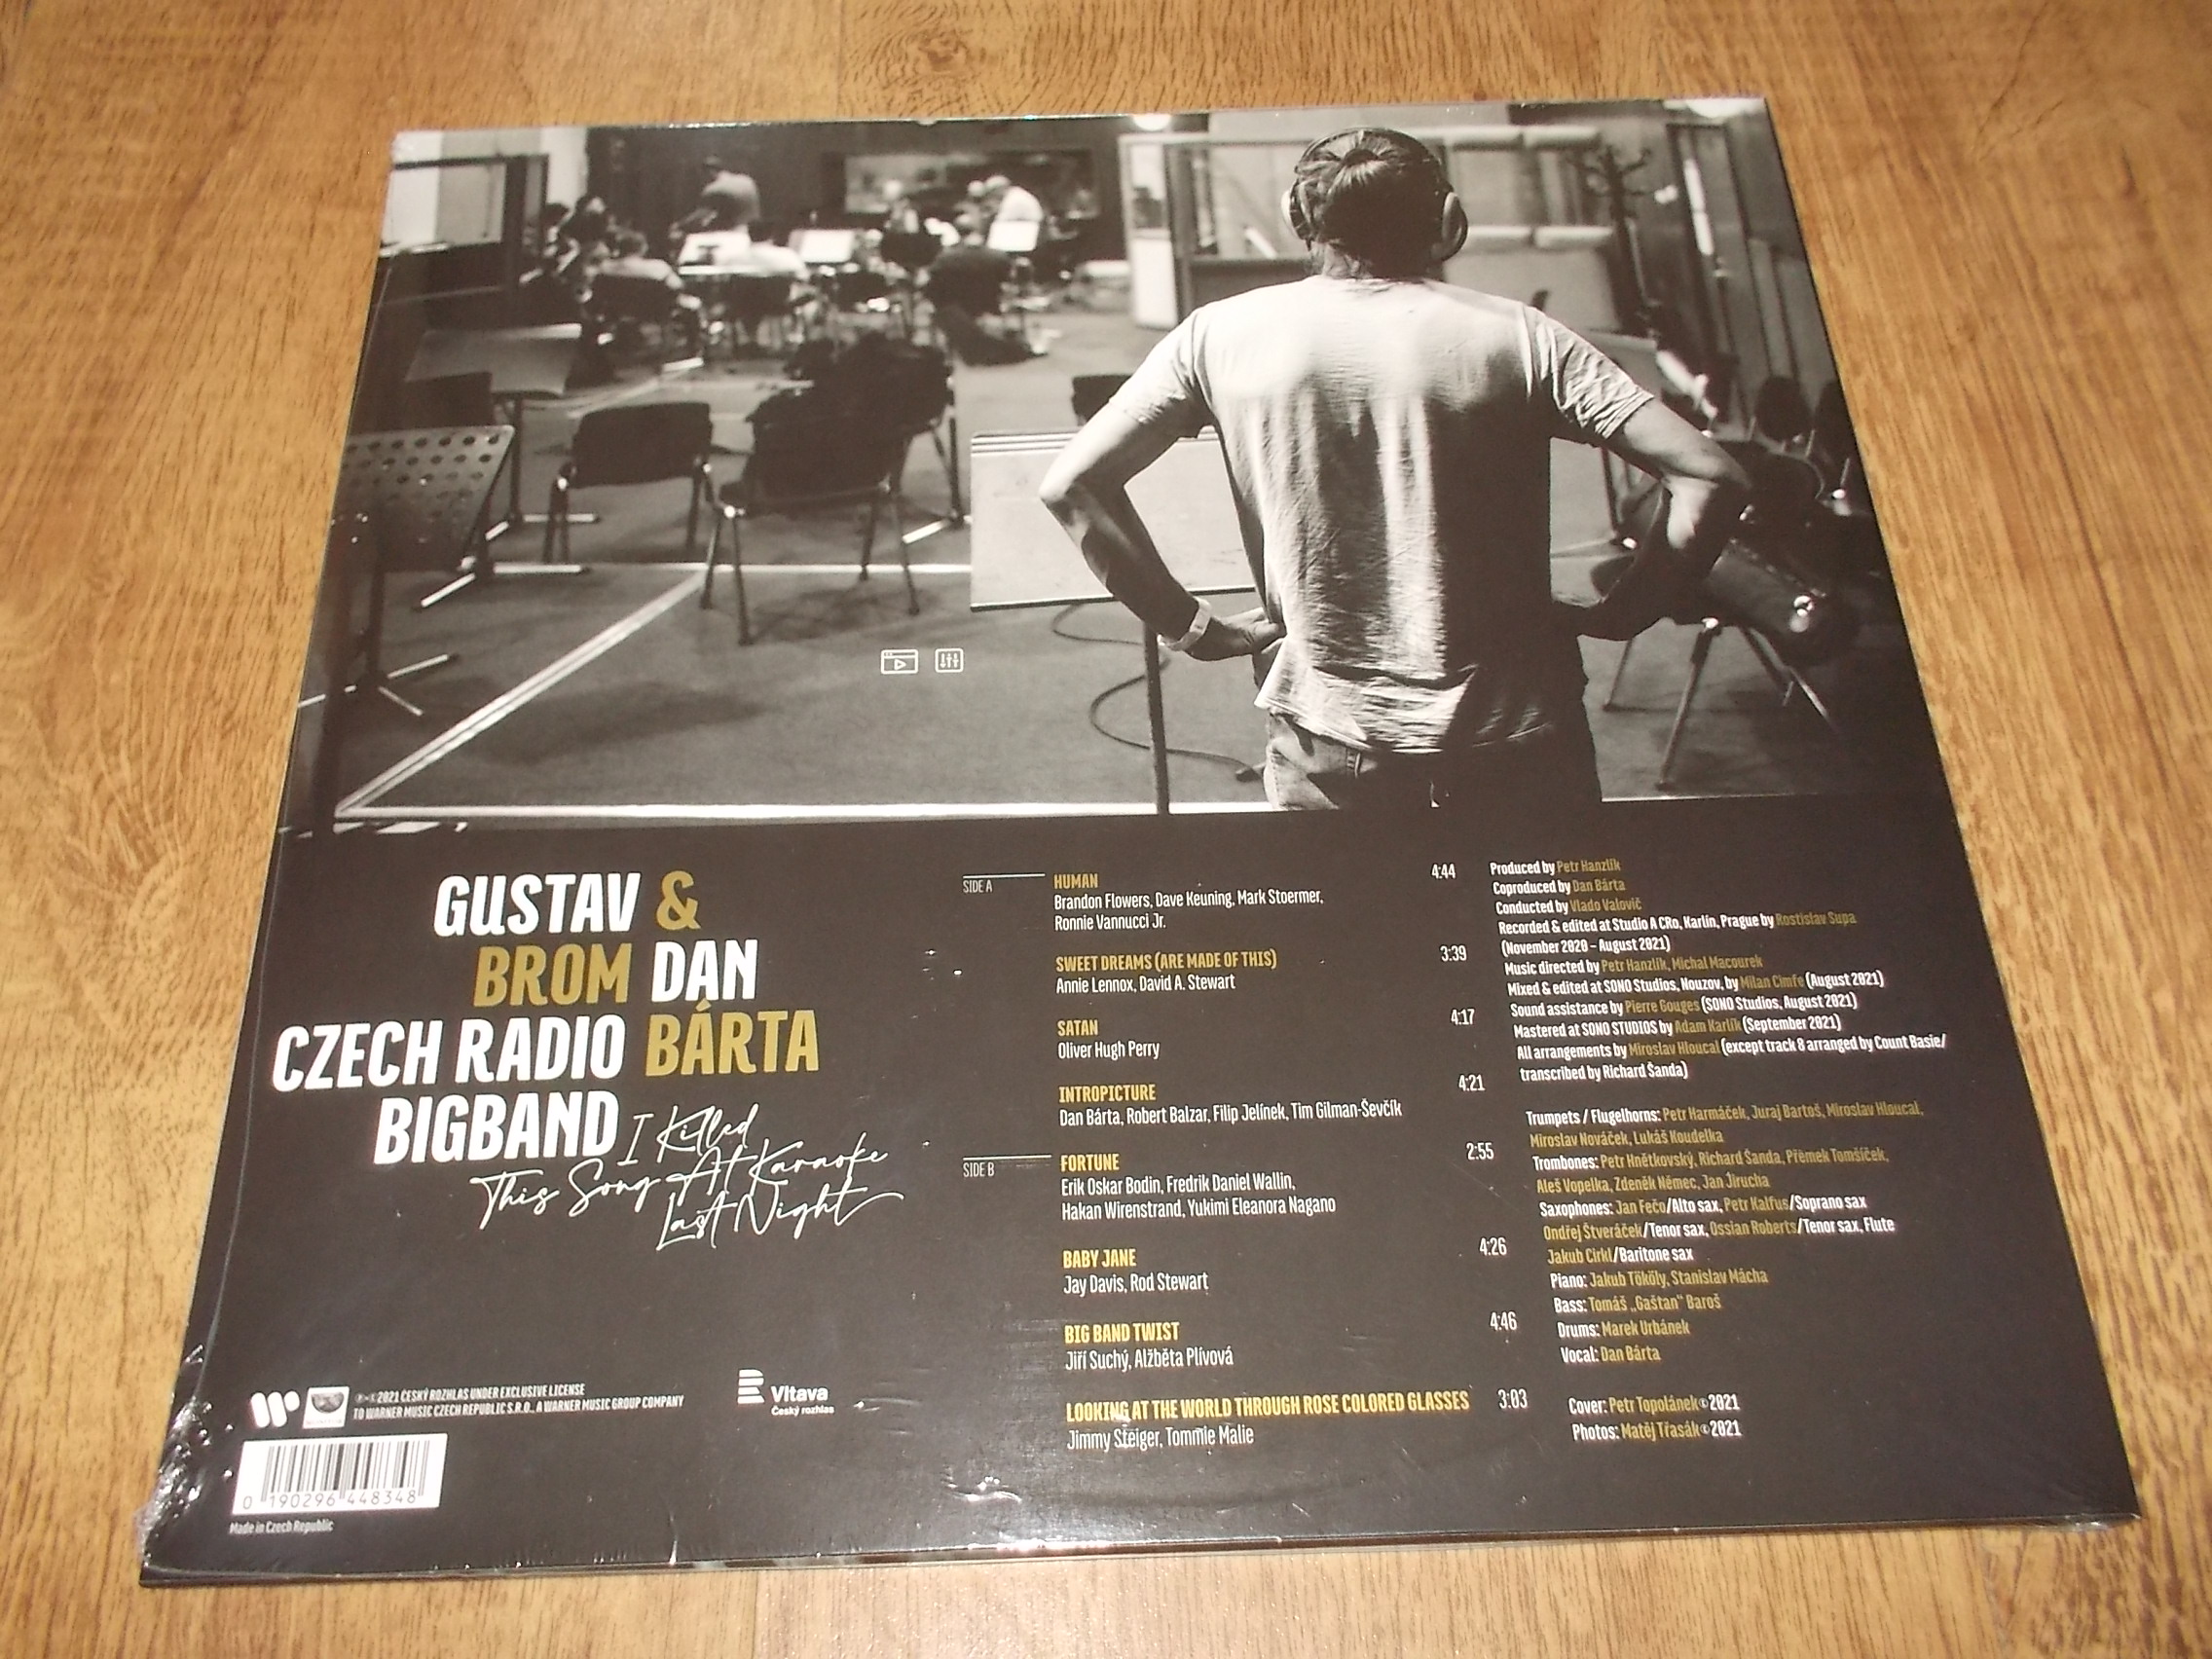 GUSTAV &
BROM DAN
CZECH RADIO BÁRTA
BIGBAND
I Killed
This Song At Karaoke
Last Night
SIDE A
HUMAN 4:44
Brandon Flowers, Dave Keuning, Mark Stoermer,
Ronnie Vannucci Jr.
SWEET DREAMS (ARE MADE OF THIS) 3:39
Annie Lennox, David A. Stewart
SATAN 4:17
Oliver Hugh Perry
INTROPICTURE 4:21
Dan Bárta, Robert Balzar, Filip Jelínek, Tim Gilman-Ševčík
SIDE B
FORTUNE 2:55
Erik Oskar Bodin, Fredrik Daniel Wallin,
Hakan Wirenstrand, Yukimi Eleanora Nagano
BABY JANE 4:26
Jay Davis, Rod Stewart
BIG BAND TWIST 4:46
Jiří Suchý, Alžběta Plívová
LOOKING AT THE WORLD THROUGH ROSE COLORED GLASSES 3:03
Jimmy Steiger, Tommie Malie
Produced by Petr Hanzlík
Coproduced by Dan Bárta
Conducted by Vlado Valovič
Recorded & edited at Studio A CRo, Karlín, Prague by Rostislav Supa
(November 2020 – August 2021)
Music directed by Petr Hanzlík, Michal Macourek
Mixed & edited at SONO Studios, Nouzov, by Milan Cimfe (August 2021)
Sound assistance by Pierre Gouges (SONO Studios, August 2021)
Mastered at SONO STUDIOS by Adam Karlík (September 2021)
All arrangements by Miroslav Hloucal (except track 8 arranged by Count Basie/
transcribed by Richard Šanda)
Trumpets / Flugelhorns: Petr Harmáček, Juraj Bartoš, Miroslav Hloucal,
Miroslav Nováček, Lukáš Koudelka
Trombones: Petr Hnětkovský, Richard Šanda, Přemek Tomšíček,
Aleš Vopelka, Zdeněk Němec, Jan Jirucha
Saxophones: Jan Fečo/Alto sax, Petr Kalfus/Soprano sax
Ondřej Štveráček/Tenor sax, Ossian Roberts/Tenor sax, Flute
Jakub Cirkl/Baritone sax
Piano: Jakub Tököly, Stanislav Mácha
Bass: Tomáš „Gaštan“ Baroš
Drums: Marek Urbánek
Vocal: Dan Bárta
Cover: Petr Topolánek©2021
Photos: Matěj Třasák©2021
℗+©2021 ČESKÝ ROZHLAS UNDER EXCLUSIVE LICENSE
TO WARNER MUSIC CZECH REPUBLIC S.R.O., A WARNER MUSIC GROUP COMPANY
Vltava
Český rozhlas
0 190296 448348
Made in Czech Republic